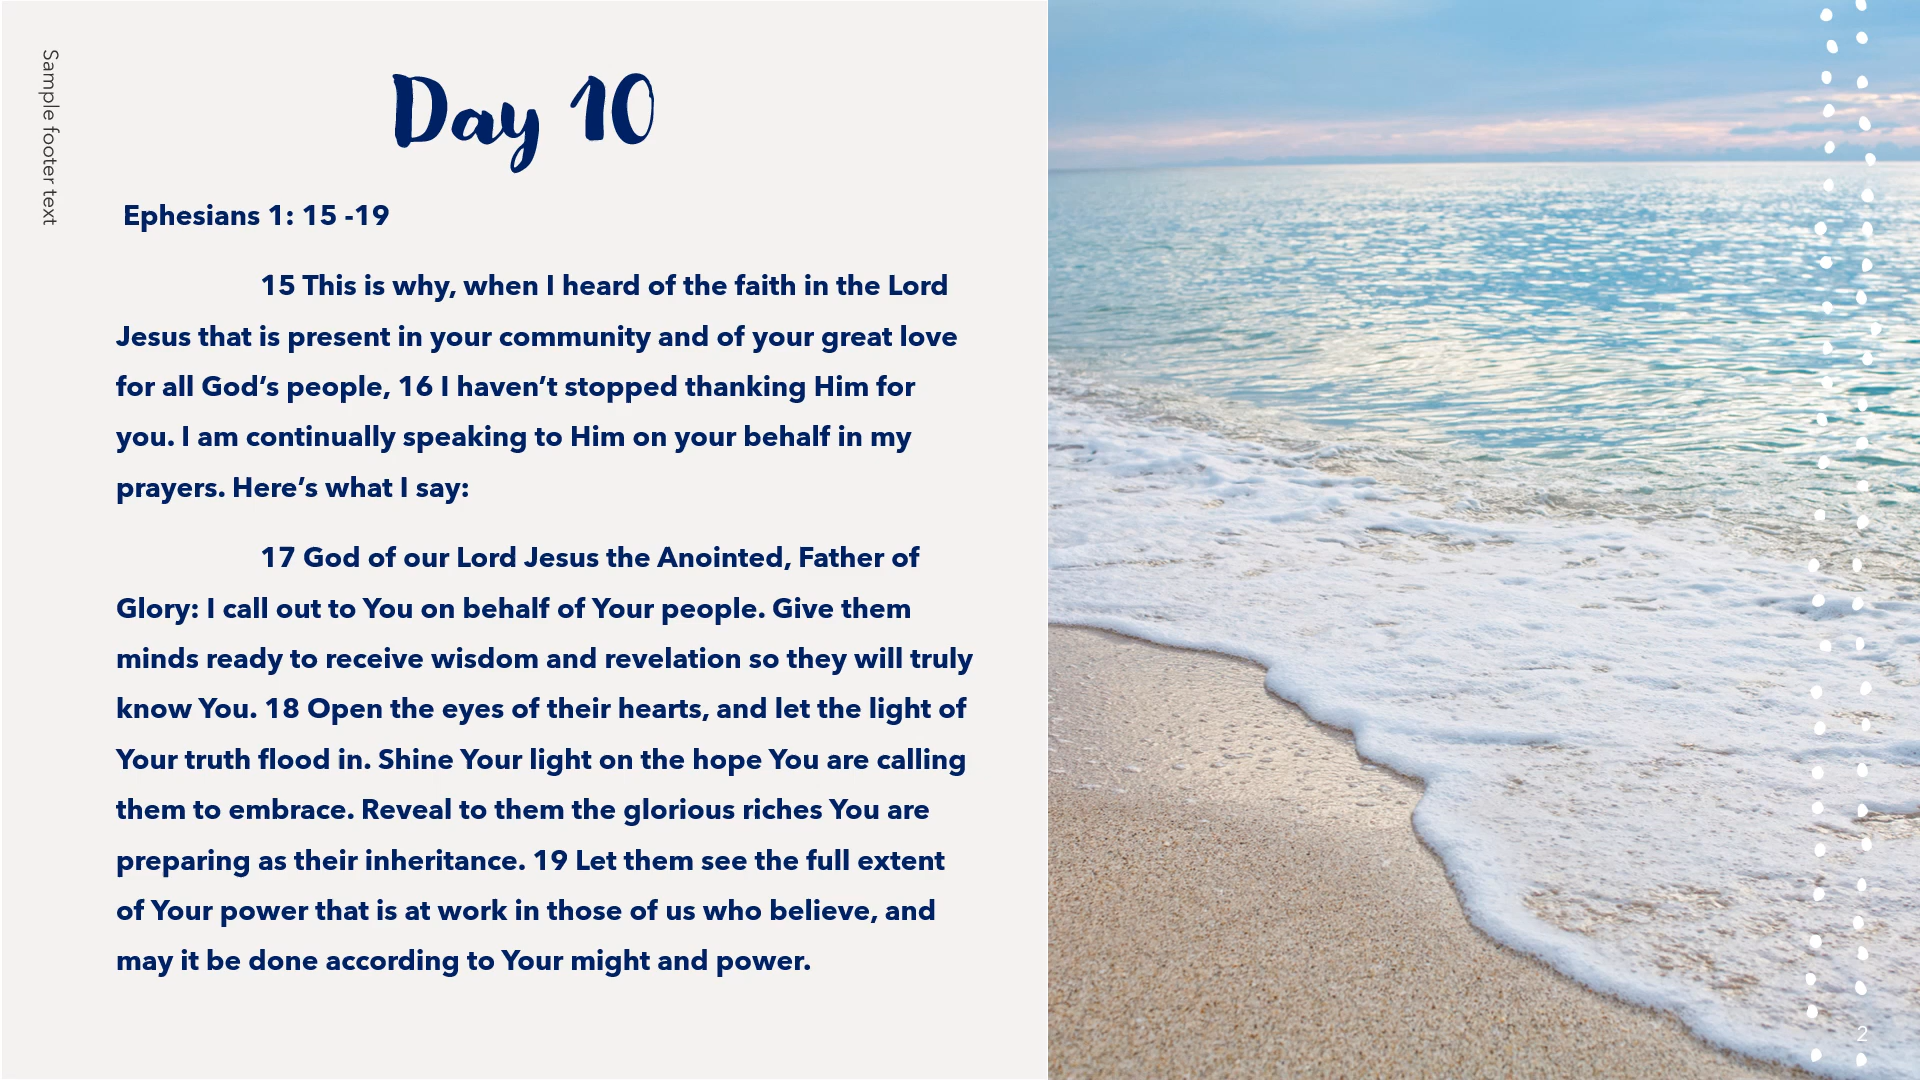 Sample footer text
Day 10
Ephesians 1: 15 -19
15 This is why, when I heard of the faith in the Lord
Jesus that is present in your community and of your great love
for all God’s people, 16 I haven’t stopped thanking Him for
you. I am continually speaking to Him on your behalf in my
prayers. Here’s what I say:
17 God of our Lord Jesus the Anointed, Father of
Glory: I call out to You on behalf of Your people. Give them
minds ready to receive wisdom and revelation so they will truly
know You. 18 Open the eyes of their hearts, and let the light of
Your truth flood in. Shine Your light on the hope You are calling
them to embrace. Reveal to them the glorious riches You are
preparing as their inheritance. 19 Let them see the full extent
of Your power that is at work in those of us who believe, and
may it be done according to Your might and power.
2